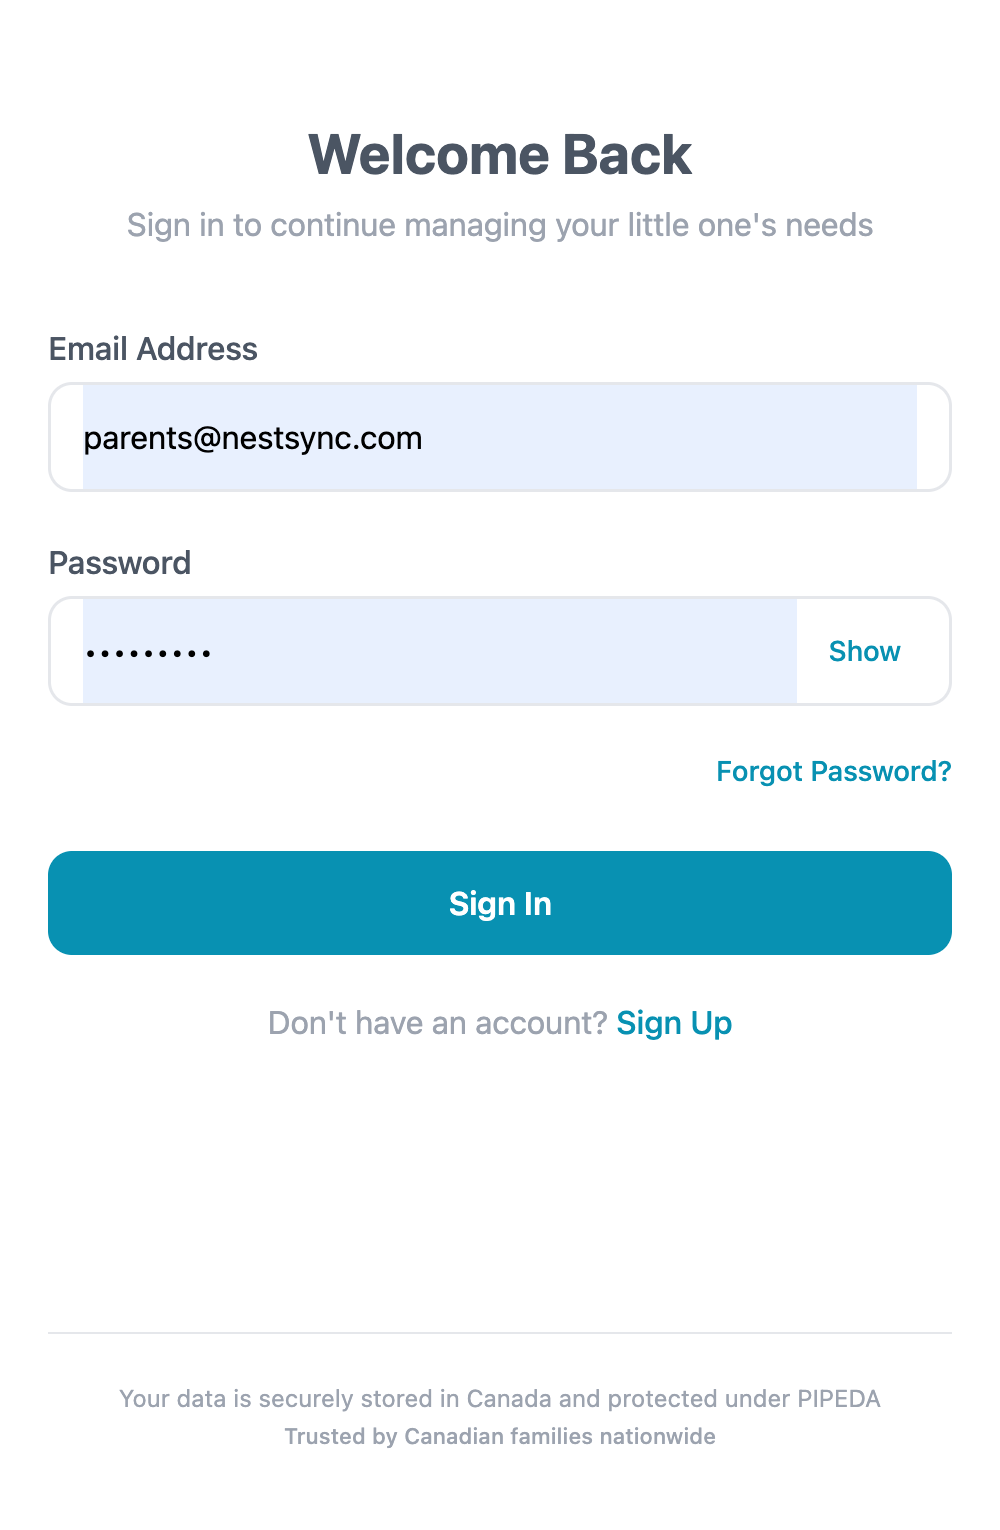 Welcome Back
Sign in to continue managing your little one's needs
Email Address
parents@nestsync.com
Password
•••••••••
Show
Forgot Password?
Sign In
Don't have an account? Sign Up
Your data is securely stored in Canada and protected under PIPEDA
Trusted by Canadian families nationwide